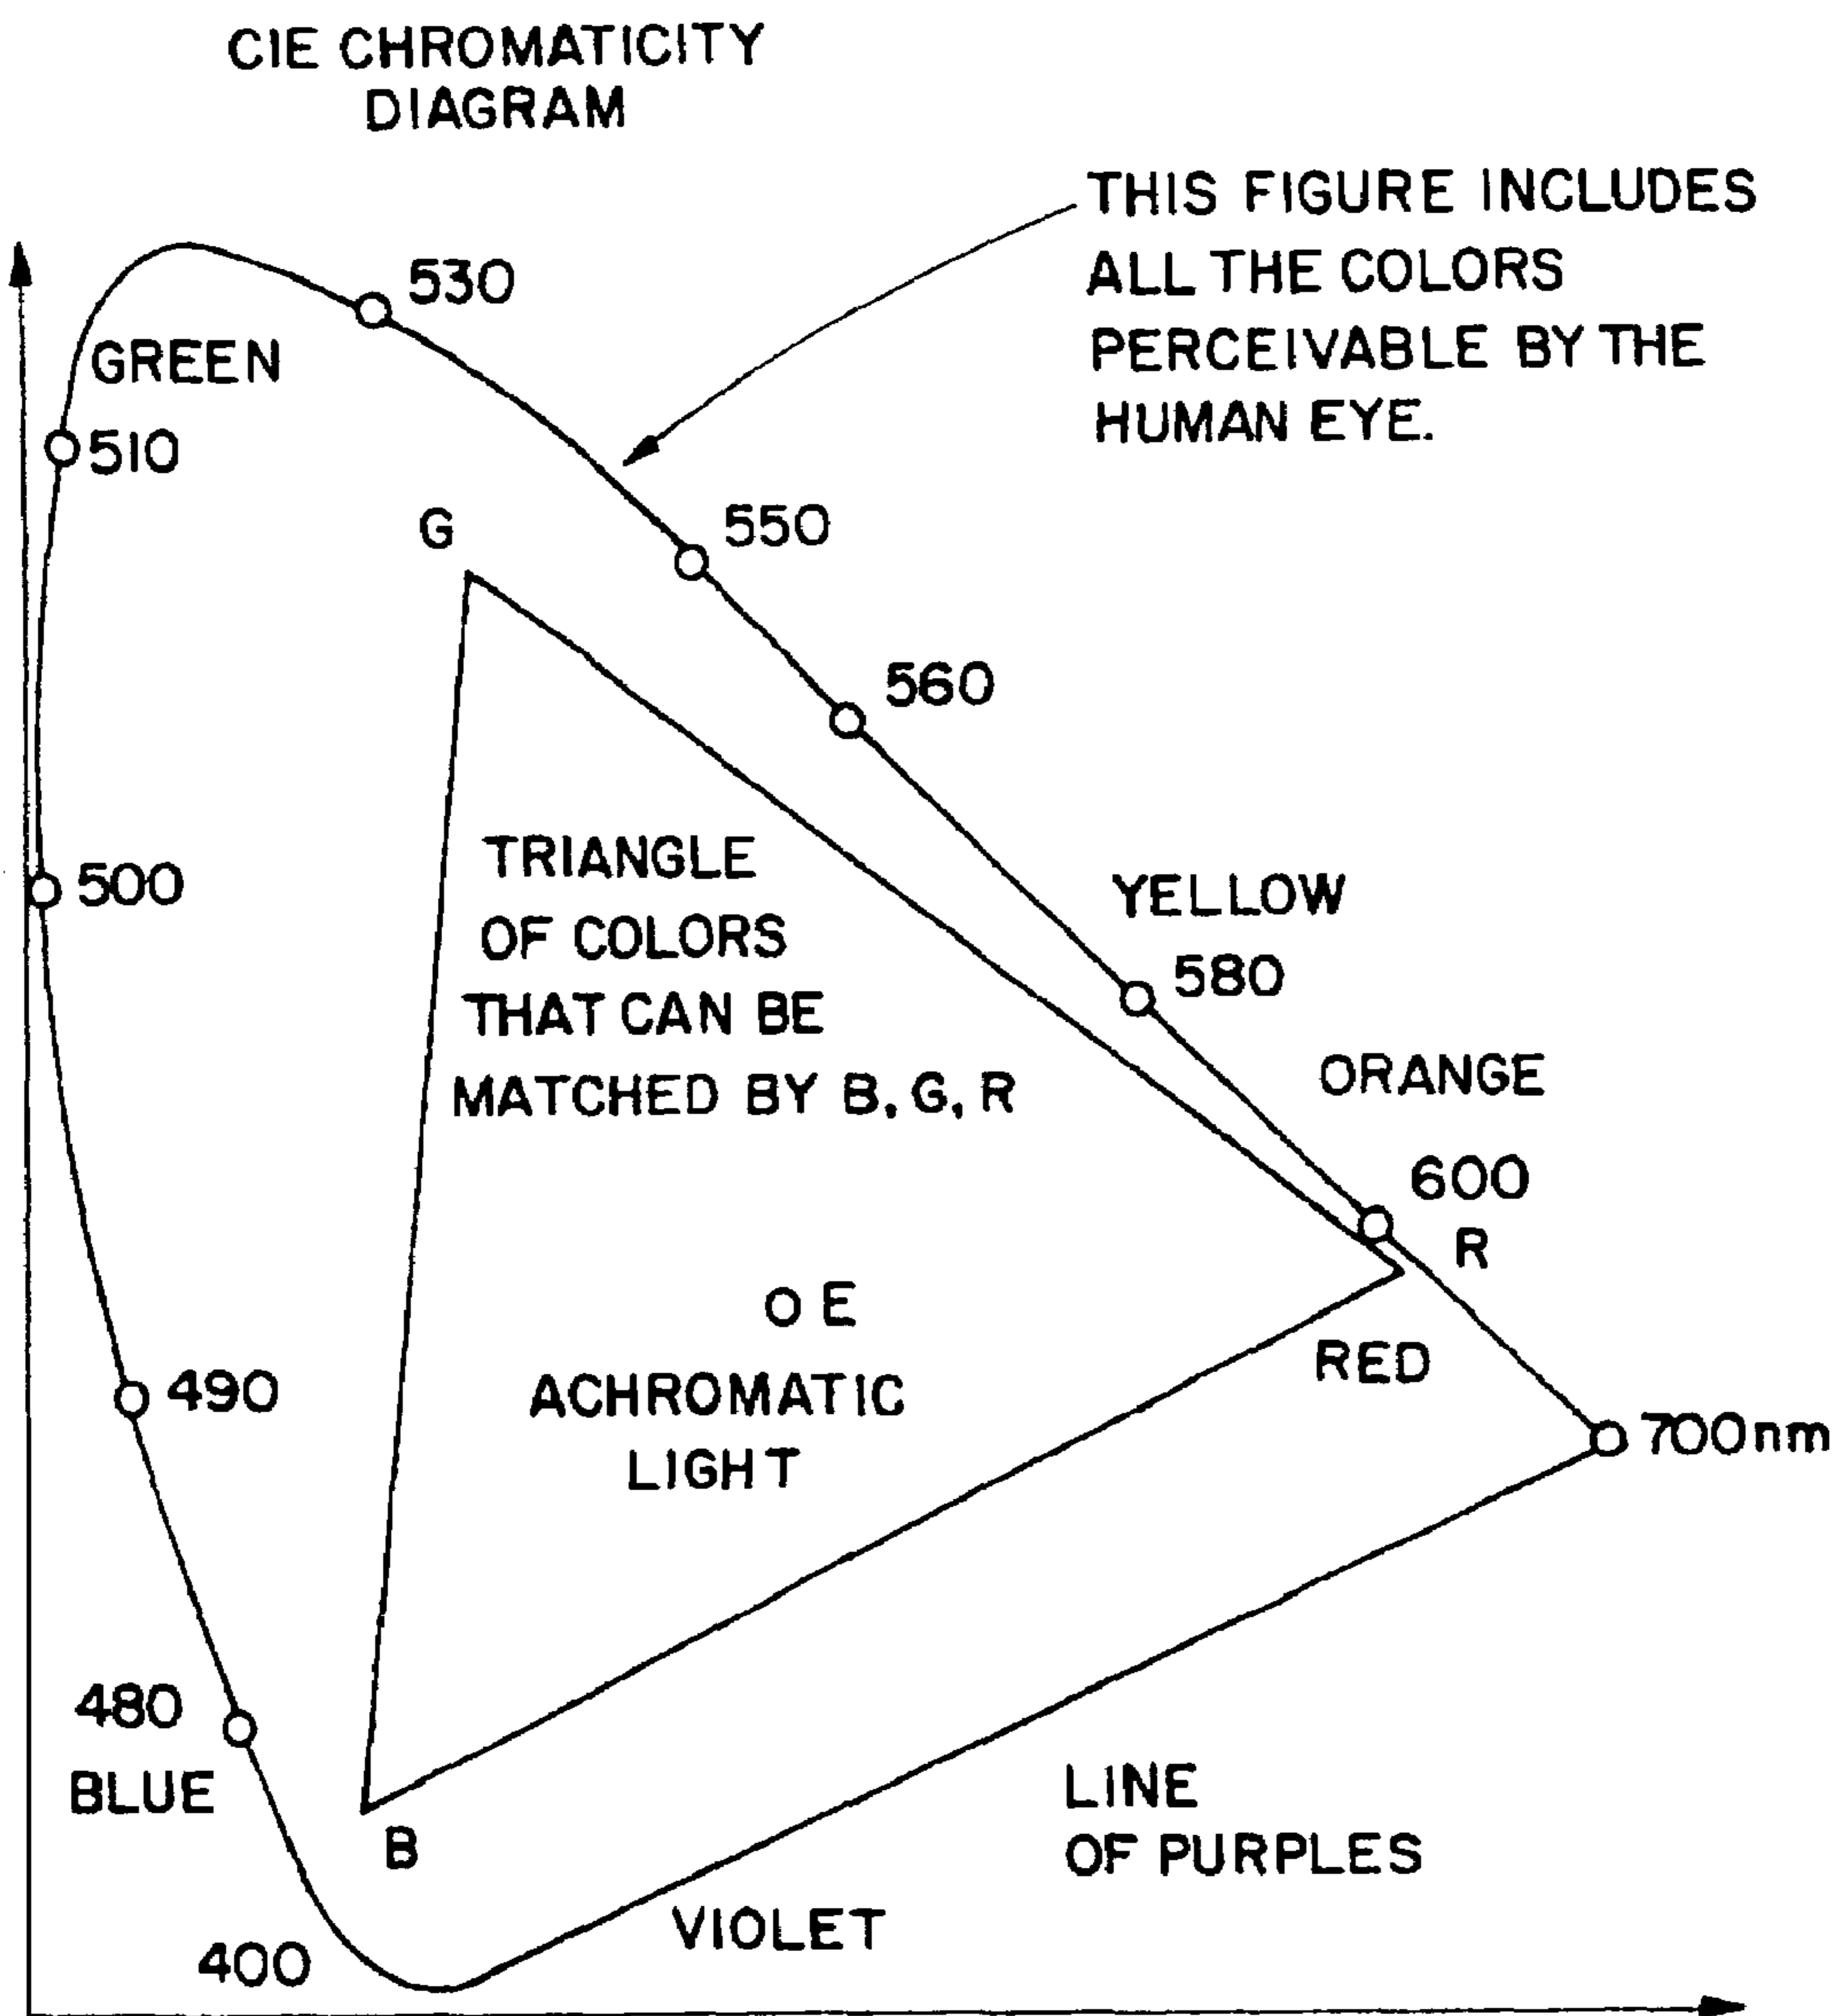 CIE CHROMATICITY
DIAGRAM
THIS FIGURE INCLUDES
ALL THE COLORS
PERCEIVABLE BY THE
HUMAN EYE.
530
GREEN
510
G
550
560
500
TRIANGLE
OF COLORS
THAT CAN BE
MATCHED BY B, G, R
YELLOW
580
ORANGE
600
R
E
ACHROMATIC
LIGHT
RED
490
700nm
480
BLUE
B
LINE
OF PURPLES
VIOLET
400